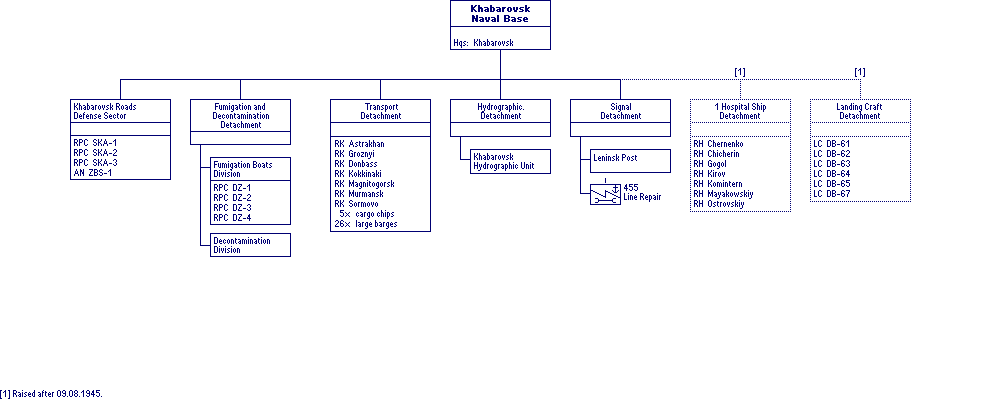 Khabarovsk
Naval Base
Hqs: Khabarovsk
[1]
[1]
Khabarovsk Roads
Defense Sector
RPC SKA-1
RPC SKA-2
RPC SKA-3
AN ZBS-1
Fumigation and
Decontamination
Detachment
Fumigation Boats
Division
RPC DZ-1
RPC DZ-2
RPC DZ-3
RPC DZ-4
Decontamination
Division
Transport
Detachment
RK Astrakhan
RK Groznyi
RK Donbass
RK Kokkinaki
RK Magnitogorsk
RK Murmansk
RK Sormovo
5x cargo chips
26x large barges
Hydrographic.
Detachment
Khabarovsk
Hydrographic Unit
Signal
Detachment
Leninsk Post
455
Line Repair
1 Hospital Ship
Detachment
RH Chernenko
RH Chicherin
RH Gogol
RH Kirov
RH Komintern
RH Mayakowskiy
RH Ostrovskiy
Landing Craft
Detachment
LC DB-61
LC DB-62
LC DB-63
LC DB-64
LC DB-65
LC DB-67
[1] Raised after 09.08.1945.